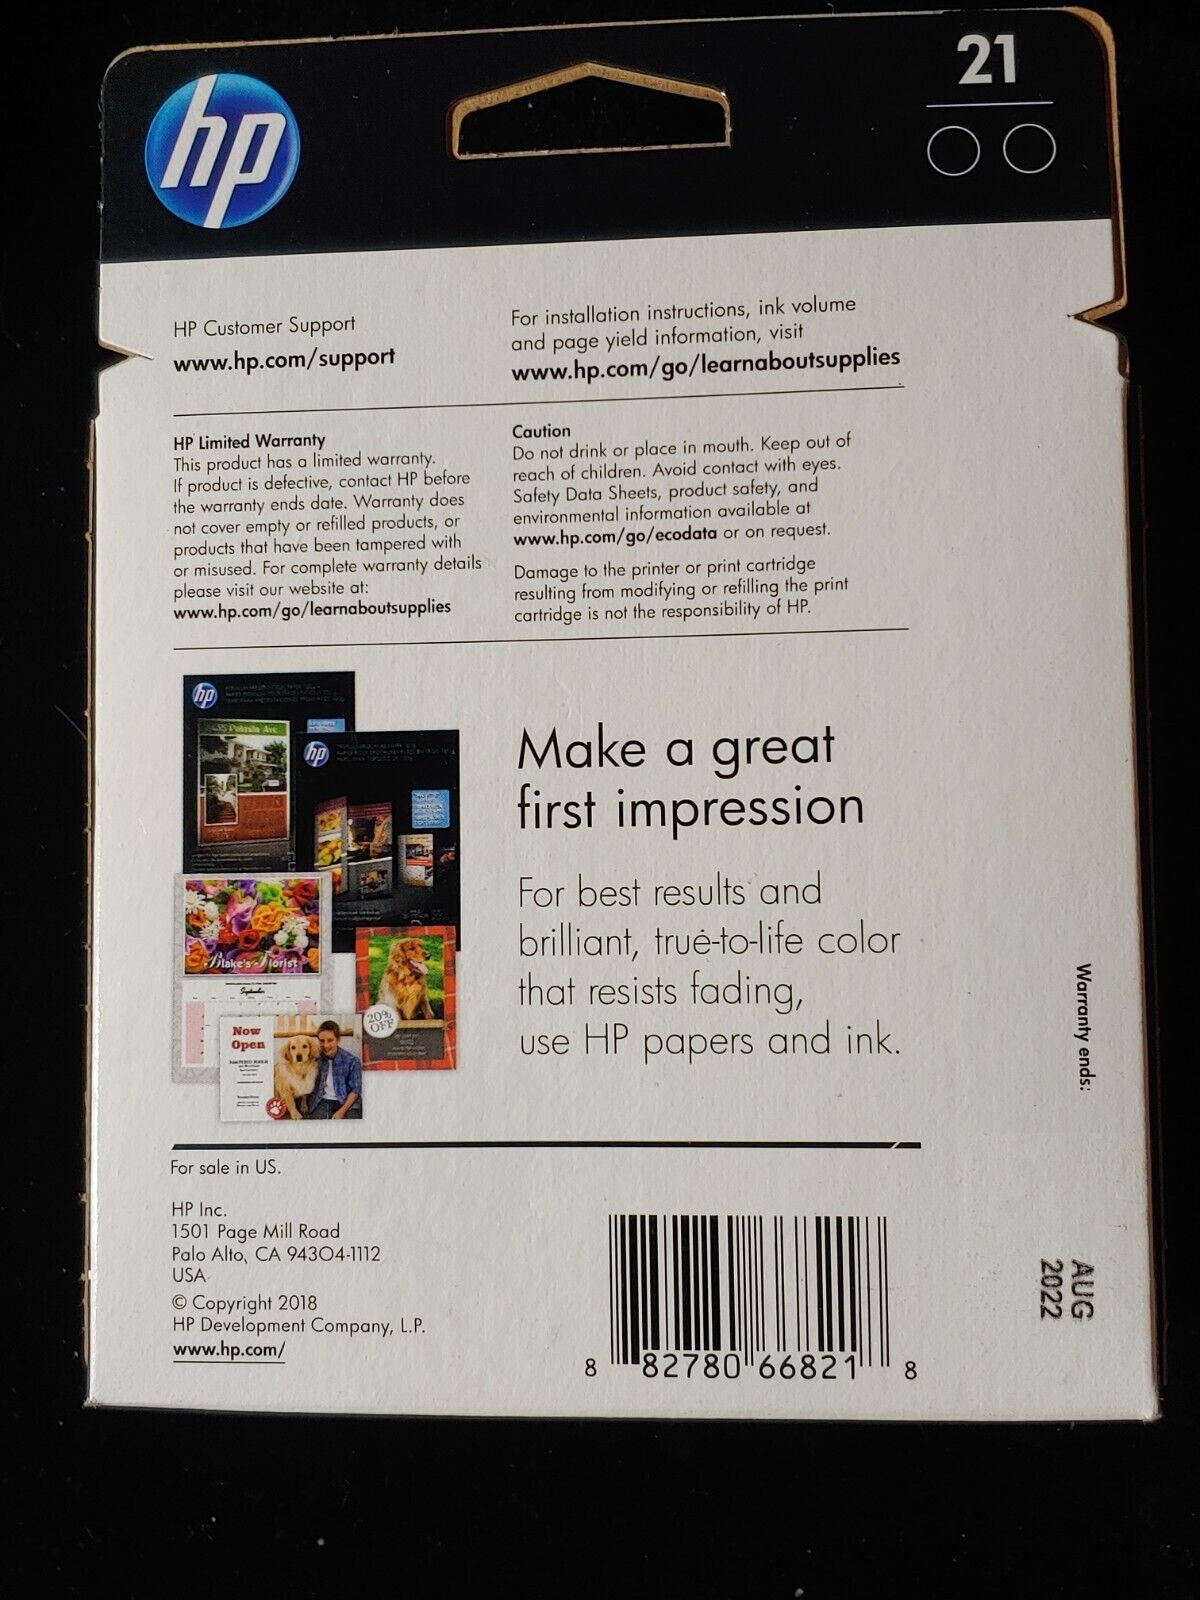 hp
21
HP Customer Support
www.hp.com/support
For installation instructions, ink volume
and page yield information, visit
www.hp.com/go/learnaboutsupplies
HP Limited Warranty
This product has a limited warranty.
If product is defective, contact HP before
the warranty ends date. Warranty does
not cover empty or refilled products, or
products that have been tampered with
or misused. For complete warranty details
please visit our website at:
www.hp.com/go/learnaboutsupplies
Caution
Do not drink or place in mouth. Keep out of
reach of children. Avoid contact with eyes.
Safety Data Sheets, product safety, and
environmental information available at
www.hp.com/go/ecodata or on request.
Damage to the printer or print cartridge
resulting from modifying or refilling the print
cartridge is not the responsibility of HP.
hp
hp
Blake's Florist
September
20%
OFF
Now
Open
Make a great
first impression
For best results and
brilliant, true-to-life color
that resists fading,
use HP papers and ink.
Warranty ends:
AUG
2022
For sale in US.
HP Inc.
1501 Page Mill Road
Palo Alto, CA 94304-1112
USA
© Copyright 2018
HP Development Company, L.P.
www.hp.com/
8 82780 66821 8